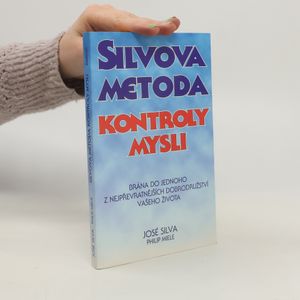 SILVOVA
METODA
KONTROLY
MYSLI
BRÁNA DO JEDNOHO
Z NEJPŘEVRATNĚJŠÍCH DOBRODRUŽSTVÍ
VAŠEHO ŽIVOTA
JOSÉ SILVA
PHILIP MIELE